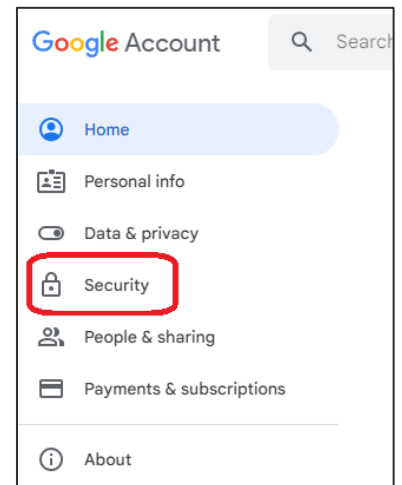 Google Account
Search
Home
Personal info
Data & privacy
Security
People & sharing
Payments & subscriptions
About